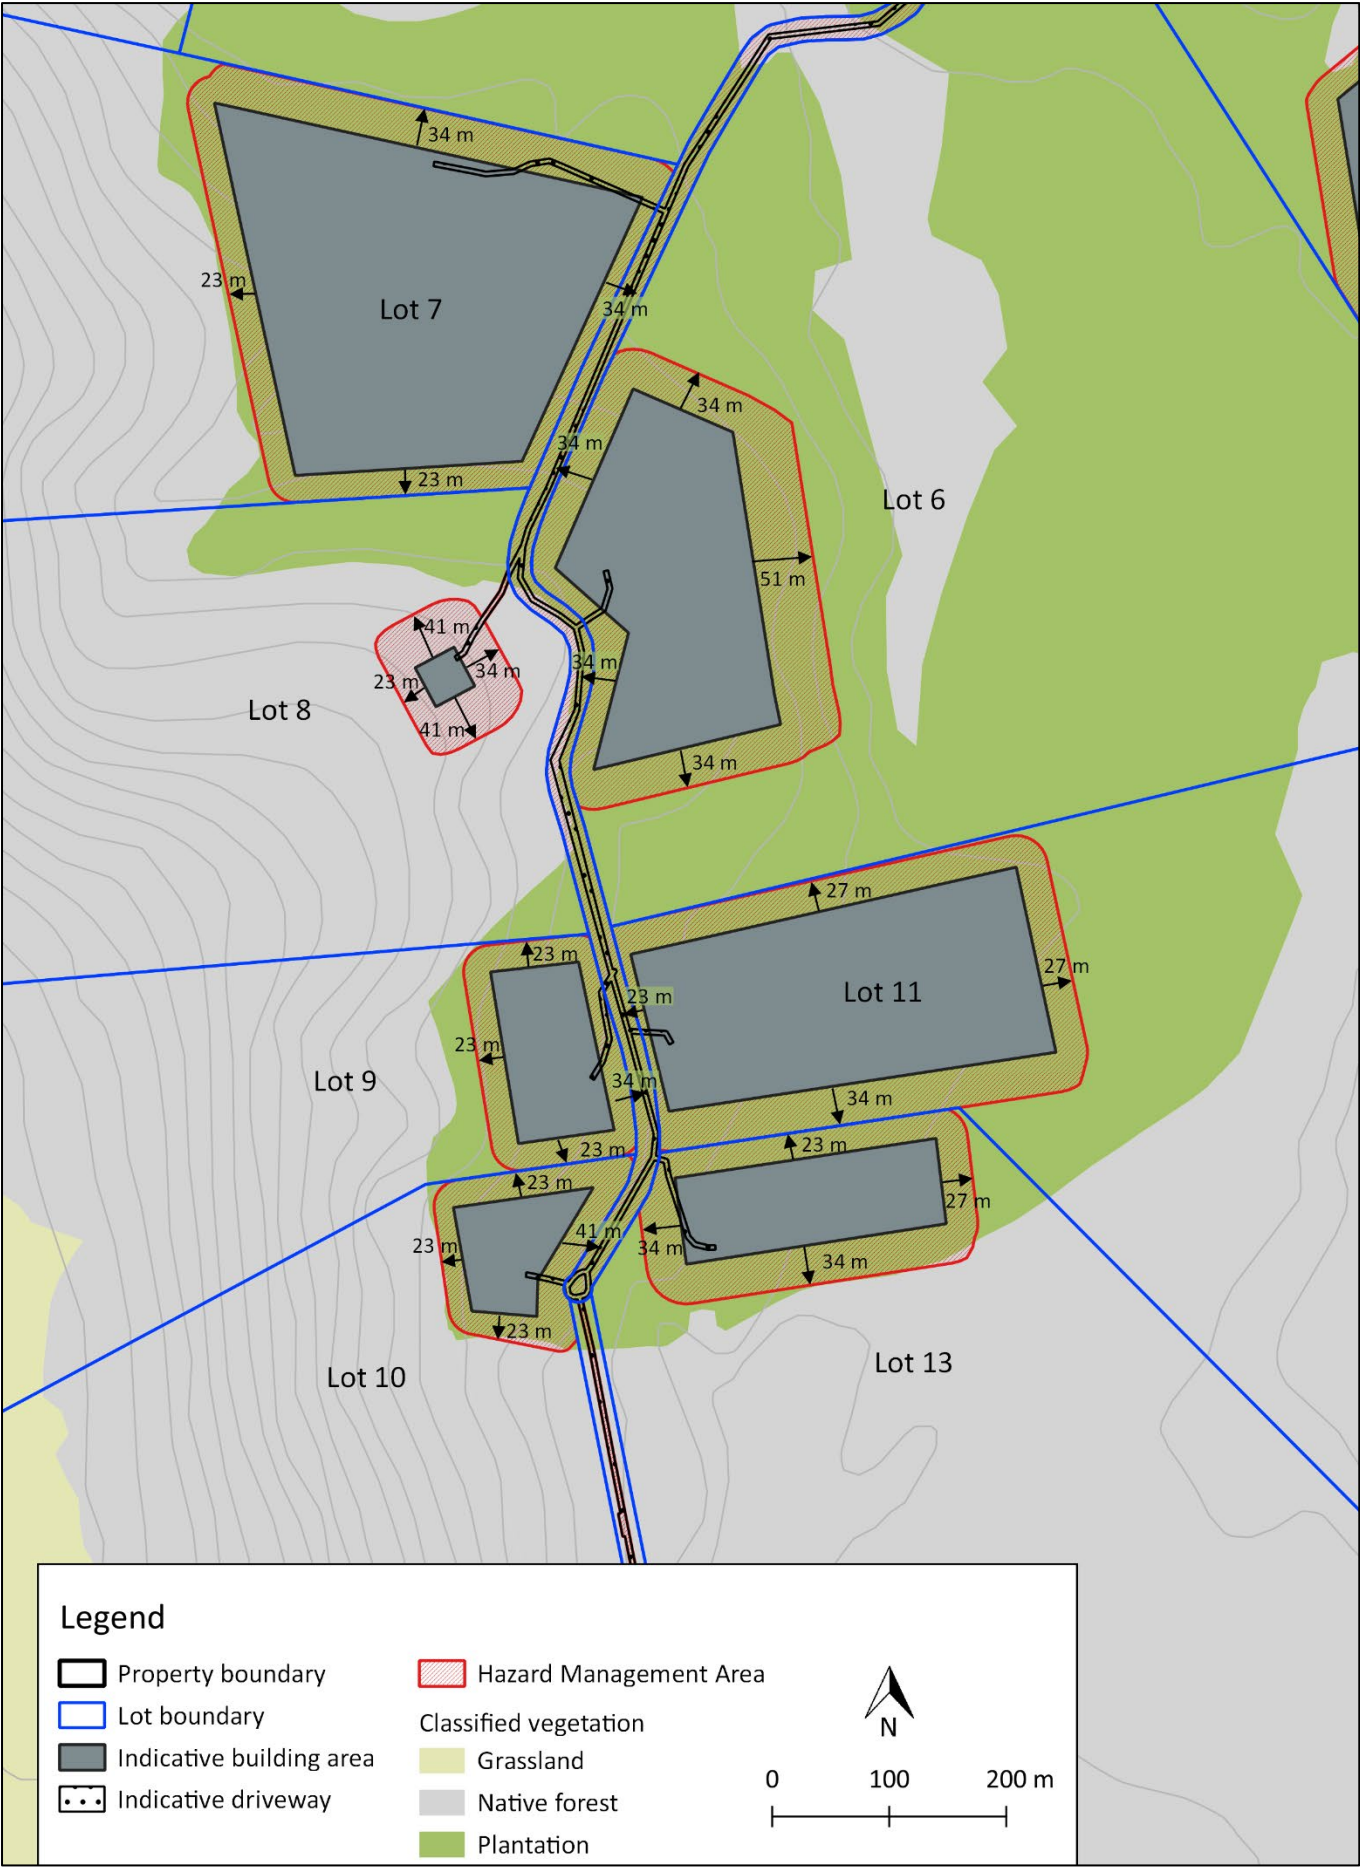 34 m
23 m
Lot 7
34 m
34 m
34 m
23 m
Lot 6
51 m
41 m
34 m
34 m
23 m
Lot 8
41 m
34 m
27 m
23 m
27 m
Lot 11
23 m
23 m
34 m
Lot 9
34 m
23 m
23 m
23 m
27 m
41 m
34 m
23 m
34 m
23 m
Lot 13
Lot 10
Legend
Property boundary
Lot boundary
Indicative building area
Indicative driveway
Hazard Management Area
Classified vegetation
Grassland
Native forest
Plantation
N
0 100 200 m